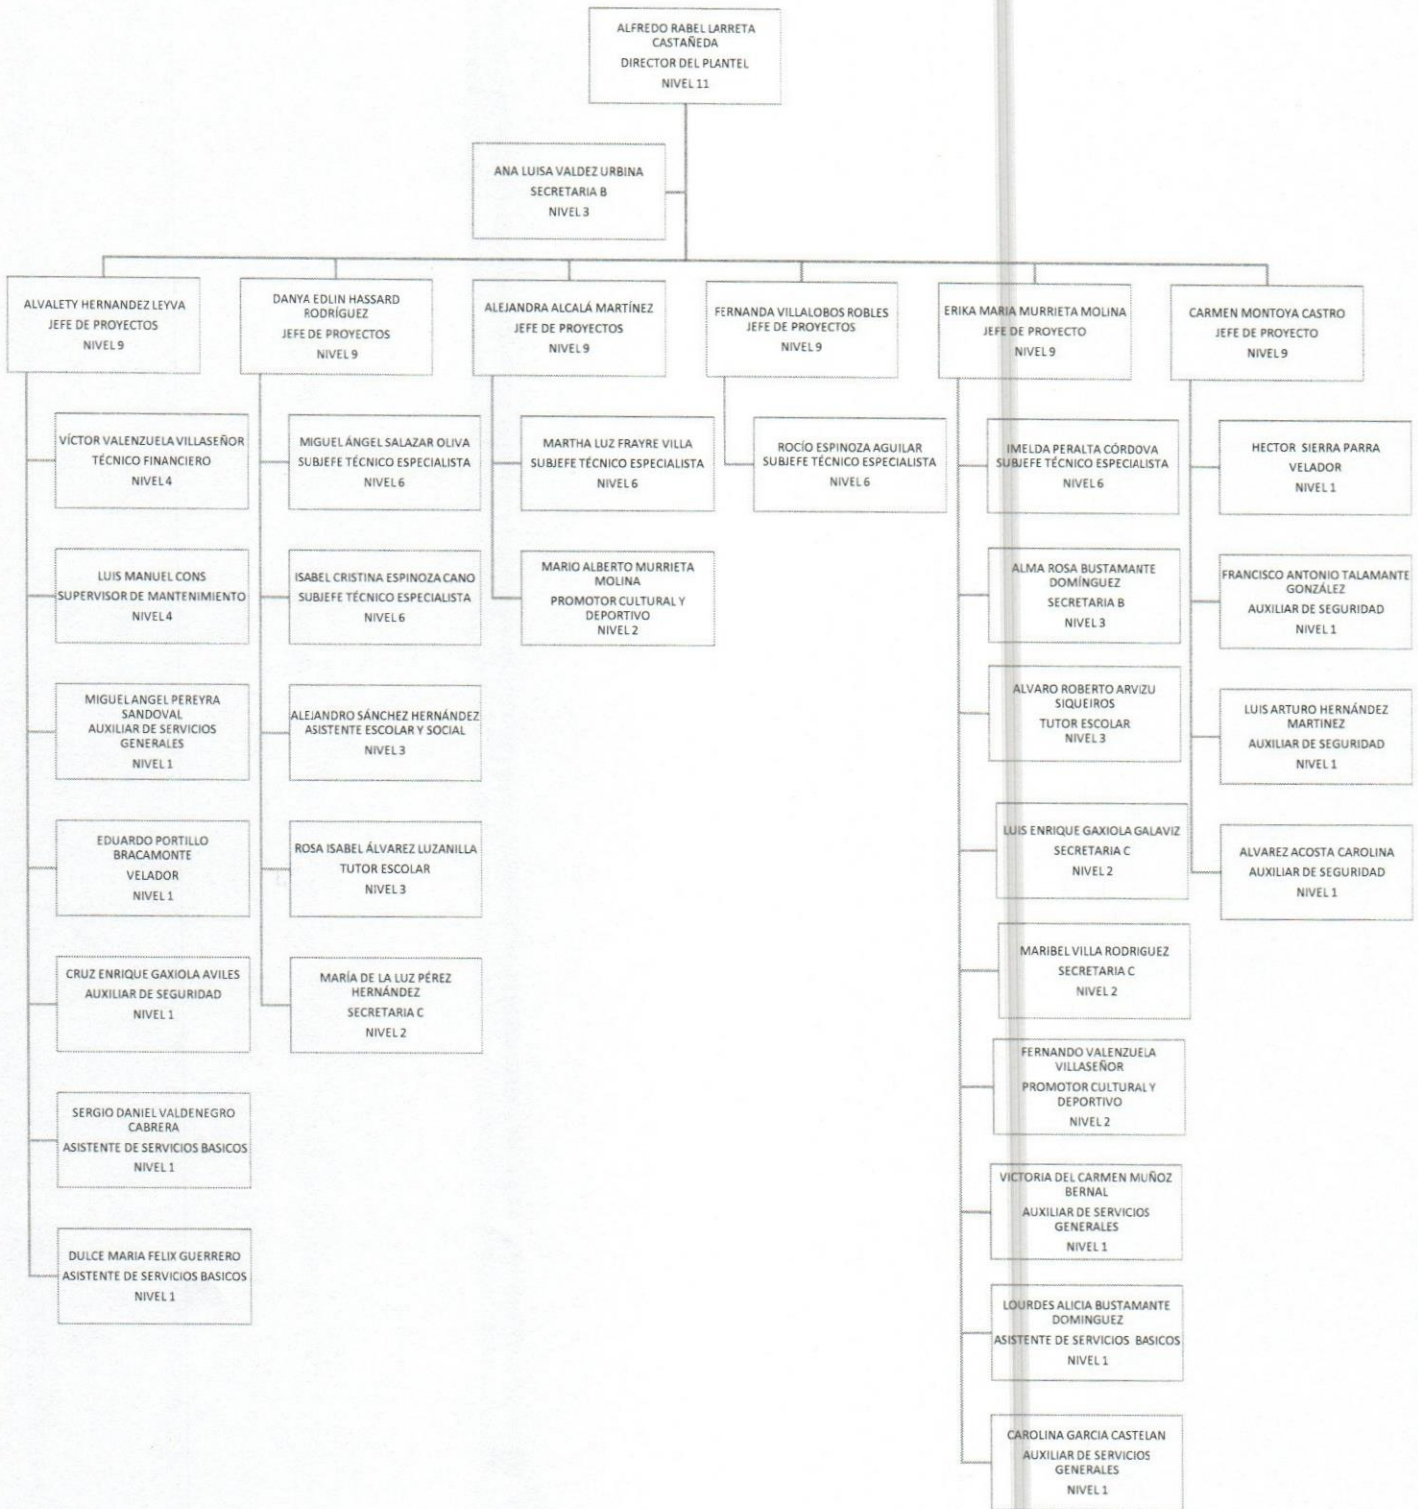 ALFREDO RABEL LARRETA
CASTAÑEDA
DIRECTOR DEL PLANTEL
NIVEL 11
ANA LUISA VALDEZ URBINA
SECRETARIA B
NIVEL 3
ALVALETY HERNANDEZ LEYVA
JEFE DE PROYECTOS
NIVEL 9
DANYA EDLIN HASSARD
RODRÍGUEZ
JEFE DE PROYECTOS
NIVEL 9
ALEJANDRA ALCALÁ MARTÍNEZ
JEFE DE PROYECTOS
NIVEL 9
FERNANDA VILLALOBOS ROBLES
JEFE DE PROYECTOS
NIVEL 9
ERIKA MARIA MURRIETA MOLINA
JEFE DE PROYECTO
NIVEL 9
CARMEN MONTOYA CASTRO
JEFE DE PROYECTO
NIVEL 9
VÍCTOR VALENZUELA VILLASEÑOR
TÉCNICO FINANCIERO
NIVEL 4
LUIS MANUEL CONS
SUPERVISOR DE MANTENIMIENTO
NIVEL 4
MIGUEL ANGEL PEREYRA
SANDOVAL
AUXILIAR DE SERVICIOS
GENERALES
NIVEL 1
EDUARDO PORTILLO
BRACAMONTE
VELADOR
NIVEL 1
CRUZ ENRIQUE GAXIOLA AVILES
AUXILIAR DE SEGURIDAD
NIVEL 1
SERGIO DANIEL VALDENEGRO
CABRERA
ASISTENTE DE SERVICIOS BASICOS
NIVEL 1
DULCE MARIA FELIX GUERRERO
ASISTENTE DE SERVICIOS BASICOS
NIVEL 1
MIGUEL ÁNGEL SALAZAR OLIVA
SUBJEFE TÉCNICO ESPECIALISTA
NIVEL 6
ISABEL CRISTINA ESPINOZA CANO
SUBJEFE TÉCNICO ESPECIALISTA
NIVEL 6
ALEJANDRO SÁNCHEZ HERNÁNDEZ
ASISTENTE ESCOLAR Y SOCIAL
NIVEL 3
ROSA ISABEL ÁLVAREZ LUZANILLA
TUTOR ESCOLAR
NIVEL 3
MARÍA DE LA LUZ PÉREZ
HERNÁNDEZ
SECRETARIA C
NIVEL 2
MARTHA LUZ FRAYRE VILLA
SUBJEFE TÉCNICO ESPECIALISTA
NIVEL 6
MARIO ALBERTO MURRIETA
MOLINA
PROMOTOR CULTURAL Y
DEPORTIVO
NIVEL 2
ROCÍO ESPINOZA AGUILAR
SUBJEFE TÉCNICO ESPECIALISTA
NIVEL 6
IMELDA PERALTA CÓRDOVA
SUBJEFE TÉCNICO ESPECIALISTA
NIVEL 6
ALMA ROSA BUSTAMANTE
DOMÍNGUEZ
SECRETARIA B
NIVEL 3
ALVARO ROBERTO ARVIZU
SIQUEIROS
TUTOR ESCOLAR
NIVEL 3
LUIS ENRIQUE GAXIOLA GALAVIZ
SECRETARIA C
NIVEL 2
MARIBEL VILLA RODRIGUEZ
SECRETARIA C
NIVEL 2
FERNANDO VALENZUELA
VILLASEÑOR
PROMOTOR CULTURAL Y
DEPORTIVO
NIVEL 2
VICTORIA DEL CARMEN MUÑOZ
BERNAL
AUXILIAR DE SERVICIOS
GENERALES
NIVEL 1
LOURDES ALICIA BUSTAMANTE
DOMINGUEZ
ASISTENTE DE SERVICIOS BASICOS
NIVEL 1
CAROLINA GARCIA CASTELAN
AUXILIAR DE SERVICIOS
GENERALES
NIVEL 1
HECTOR SIERRA PARRA
VELADOR
NIVEL 1
FRANCISCO ANTONIO TALAMANTE
GONZÁLEZ
AUXILIAR DE SEGURIDAD
NIVEL 1
LUIS ARTURO HERNÁNDEZ
MARTINEZ
AUXILIAR DE SEGURIDAD
NIVEL 1
ALVAREZ ACOSTA CAROLINA
AUXILIAR DE SEGURIDAD
NIVEL 1